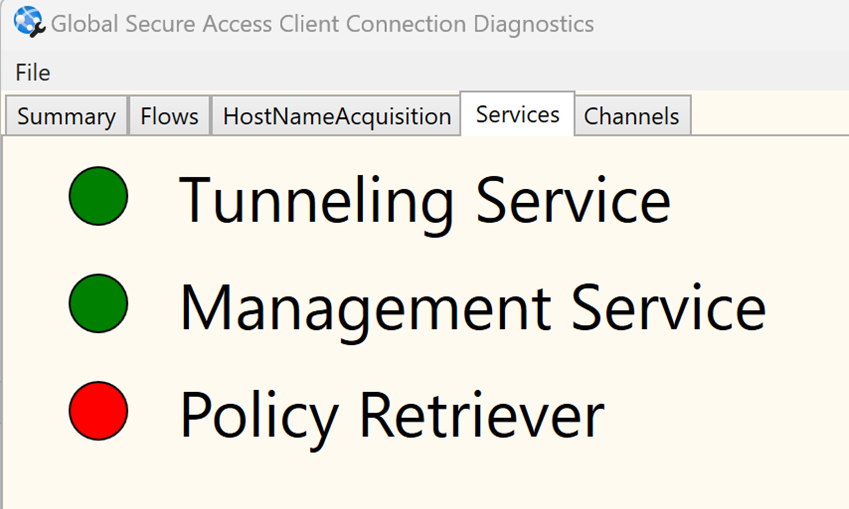 Global Secure Access Client Connection Diagnostics
File
Summary Flows HostNameAcquisition Services Channels
Tunneling Service
Management Service
Policy Retriever